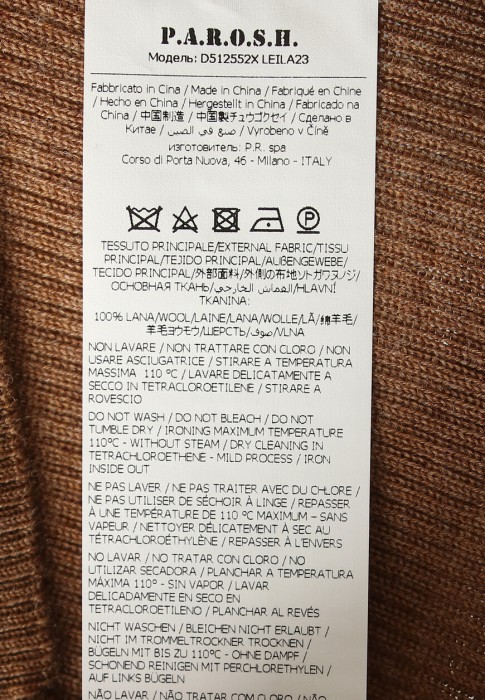 P.A.R.O.S.H.
Модель: D512552X LEILA23
Fabbricato in Cina / Made in China / Fabriqué en Chine
/ Hecho en China / Hergestellt in China / Fabricado na
China / 中国制造 / 中国製チュウゴクセイ / Сделано в
Китае / صنع في الصين / Vyrobeno v Číně
изготовитель: P.R. spa
Corso di Porta Nuova, 46 - Milano - ITALY
P
TESSUTO PRINCIPALE/EXTERNAL FABRIC/TISSU
PRINCIPAL/TEJIDO PRINCIPAL/AUßENGEWEBE/
TECIDO PRINCIPAL/外部面料/外側の布地ソトガワヌノジ/
ОСНОВНАЯ ТКАНЬ/القماش الخارجي/HLAVNÍ
TKANINA:
100% LANA/WOOL/LAINE/LANA/WOLLE/LÃ/绵羊毛/
羊毛ヨウモウ/ШЕРСТЬ/صوف/VLNA
NON LAVARE / NON TRATTARE CON CLORO / NON
USARE ASCIUGATRICE / STIRARE A TEMPERATURA
MASSIMA 110 ºC / LAVARE DELICATAMENTE A
SECCO IN TETRACLOROETILENE / STIRARE A
ROVESCIO
DO NOT WASH / DO NOT BLEACH / DO NOT
TUMBLE DRY / IRONING MAXIMUM TEMPERATURE
110ºC - WITHOUT STEAM / DRY CLEANING IN
TETRACHLOROETHENE - MILD PROCESS / IRON
INSIDE OUT
NE PAS LAVER / NE PAS TRAITER AVEC DU CHLORE /
NE PAS UTILISER DE SÉCHOIR À LINGE / REPASSER
À UNE TEMPÉRATURE DE 110 ºC MAXIMUM – SANS
VAPEUR / NETTOYER DÉLICATEMENT À SEC AU
TÉTRACHLOROÉTHYLÈNE / REPASSER À L'ENVERS
NO LAVAR / NO TRATAR CON CLORO / NO
UTILIZAR SECADORA / PLANCHAR A TEMPERATURA
MÁXIMA 110° - SIN VAPOR / LAVAR
DELICADAMENTE EN SECO EN
TETRACLOROETILENO / PLANCHAR AL REVÉS
NICHT WASCHEN / BLEICHEN NICHT ERLAUBT /
NICHT IM TROMMELTROCKNER TROCKNEN /
BÜGELN MIT BIS ZU 110ºC - OHNE DAMPF /
SCHONEND REINIGEN MIT PERCHLORETHYLEN /
AUF LINKS BÜGELN
NÃO LAVAR / NÃO TRATAR COM CLORO / NÃO